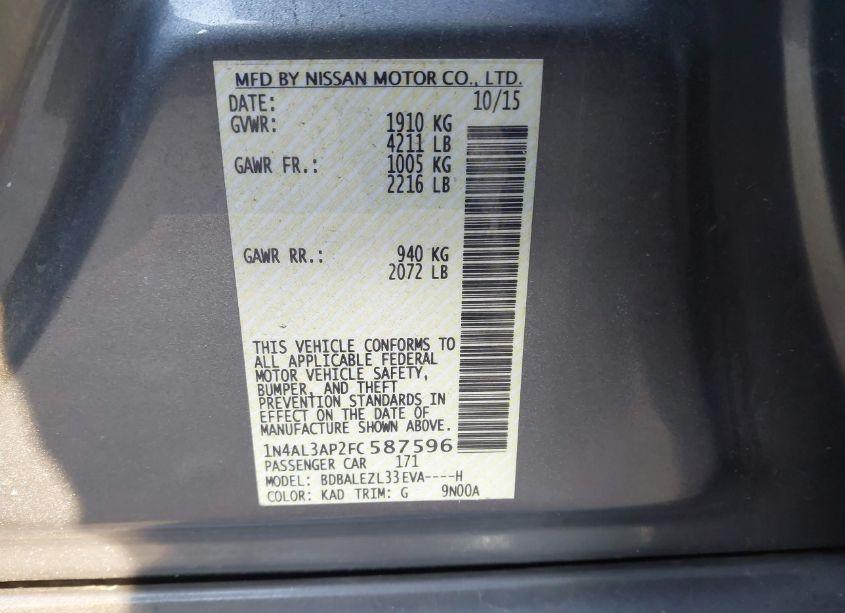 MFD BY NISSAN MOTOR CO., LTD.
DATE: 10/15
GVWR: 1910 KG
4211 LB
GAWR FR.: 1005 KG
2216 LB
GAWR RR.: 940 KG
2072 LB
THIS VEHICLE CONFORMS TO
ALL APPLICABLE FEDERAL
MOTOR VEHICLE SAFETY,
BUMPER, AND THEFT
PREVENTION STANDARDS IN
EFFECT ON THE DATE OF
MANUFACTURE SHOWN ABOVE.
1N4AL3AP2FC587596
PASSENGER CAR 171
MODEL: BDBALEZL33EVA----H
COLOR: KAD TRIM: G 9N00A